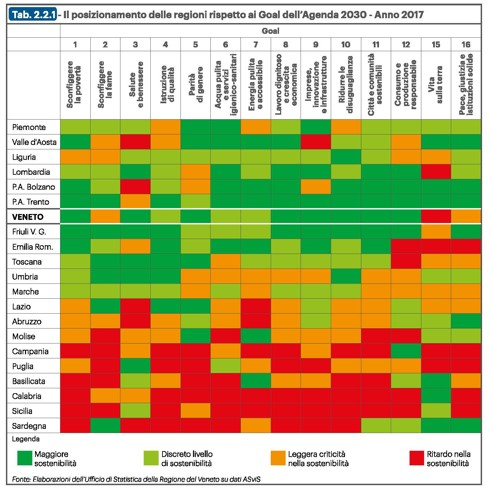 Tab. 2.2.1 - Il posizionamento delle regioni rispetto ai Goal dell'Agenda 2030 - Anno 2017
Goal
1 2 3 4 5 6 7 8 9 10 11 12 15 16
Sconfiggere la povertà
Sconfiggere la fame
Salute e benessere
Istruzione di qualità
Parità di genere
Acqua pulita e servizi igienico-sanitari
Energia pulita e accessibile
Lavoro dignitoso e crescita economica
Imprese, innovazione e infrastrutture
Ridurre le disuguaglianze
Città e comunità sostenibili
Consumo e produzione responsabile
Vita sulla terra
Pace, giustizia e istituzioni solide
Piemonte
Valle d'Aosta
Liguria
Lombardia
P.A. Bolzano
P.A. Trento
VENETO
Friuli V. G.
Emilia Rom.
Toscana
Umbria
Marche
Lazio
Abruzzo
Molise
Campania
Puglia
Basilicata
Calabria
Sicilia
Sardegna
Legenda
Maggiore sostenibilità
Discreto livello di sostenibilità
Leggera criticità nella sostenibilità
Ritardo nella sostenibilità
Fonte: Elaborazioni dell'Ufficio di Statistica della Regione del Veneto su dati ASviS